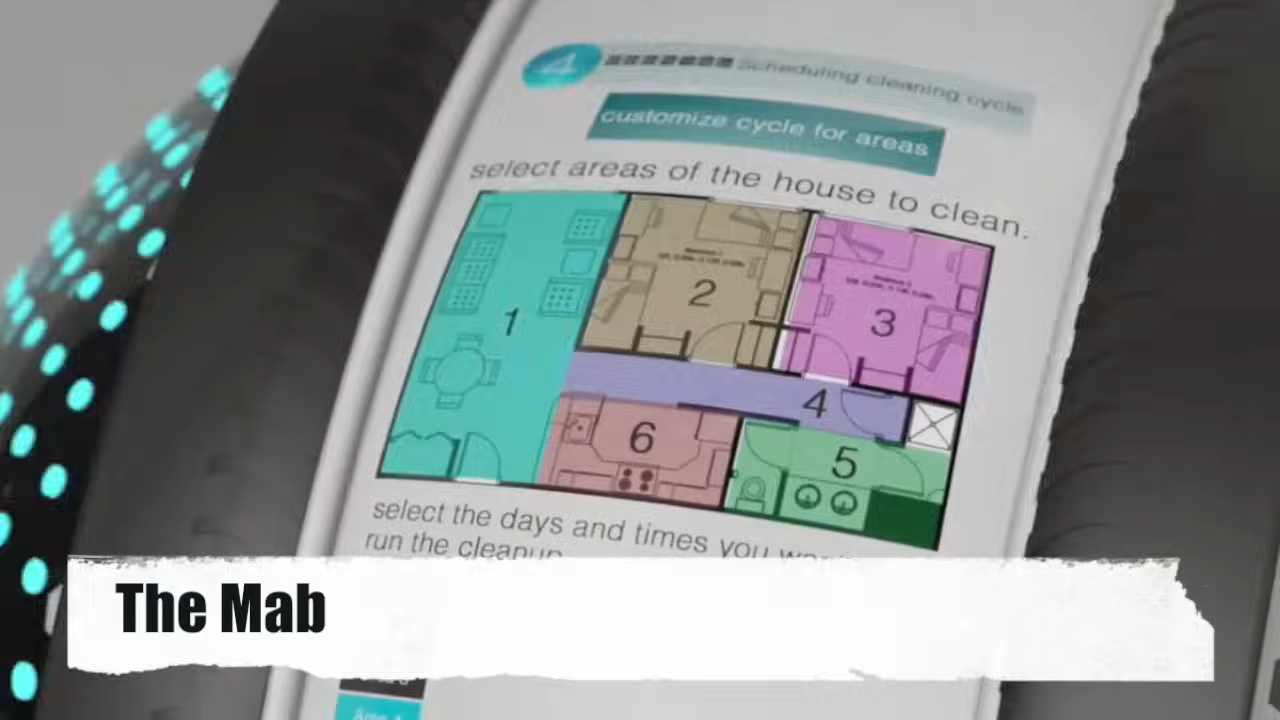 4 Scheduling cleaning cycle
customize cycle for areas
select areas of the house to clean.
1
2
3
4
6
5
select the days and times you
run the cleanup
The Mab